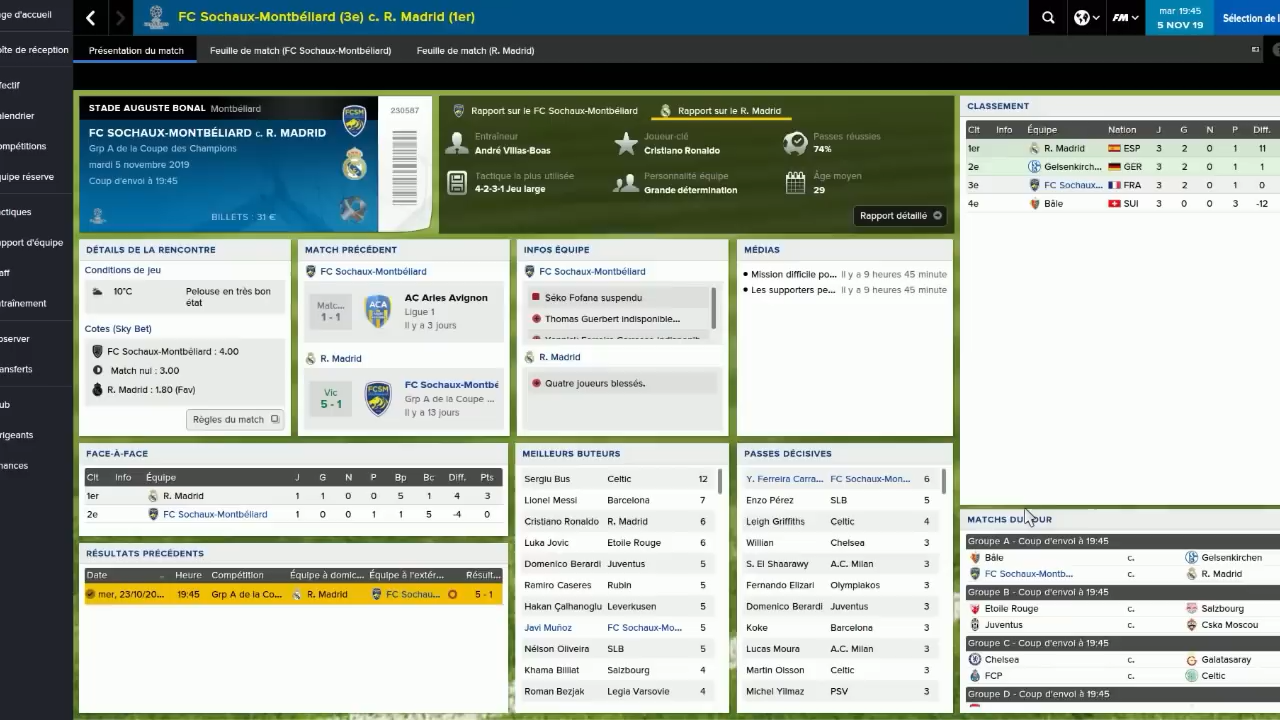 FC Sochaux-Montbéliard (3e) c. R. Madrid (1er)
mar 19:45
5 NOV 19
FM
Sélection de l
ge d'accueil
oîte de réception
fectif
alendrier
ompétitions
quipe réserve
actiques
apport d'équipe
aff
ntraînement
bserver
ansferts
ub
irigeants
nances
Présentation du match
Feuille de match (FC Sochaux-Montbéliard)
Feuille de match (R. Madrid)
STADE AUGUSTE BONAL Montbéliard
FC SOCHAUX-MONTBÉLIARD c. R. MADRID
Grp A de la Coupe des Champions
mardi 5 novembre 2019
Coup d'envoi à 19:45
BILLETS : 31 €
230587
Rapport sur le FC Sochaux-Montbéliard
Rapport sur le R. Madrid
Entraîneur
André Villas-Boas
Joueur-clé
Cristiano Ronaldo
Passes réussies
74%
Tactique la plus utilisée
4-2-3-1 Jeu large
Personnalité équipe
Grande détermination
Âge moyen
29
Rapport détaillé
CLASSEMENT
Clt Info Équipe Nation J G N P Diff.
1er R. Madrid ESP 3 2 0 1 11
2e Gelsenkirch... GER 3 2 0 1
3e FC Sochaux... FRA 3 2 0 1 0
4e Bâle SUI 3 0 0 3 -12
DÉTAILS DE LA RENCONTRE
Conditions de jeu
10°C Pelouse en très bon état
Cotes (Sky Bet)
FC Sochaux-Montbéliard : 4.00
Match nul : 3.00
R. Madrid : 1.80 (Fav)
Règles du match
MATCH PRÉCÉDENT
FC Sochaux-Montbéliard
Matc...
1 - 1
AC Arles Avignon
Ligue 1
Il y a 3 jours
R. Madrid
Vic
5 - 1
FC Sochaux-Montbé
Grp A de la Coupe ...
Il y a 13 jours
INFOS ÉQUIPE
FC Sochaux-Montbéliard
Séko Fofana suspendu
Thomas Guerbert indisponible...
R. Madrid
Quatre joueurs blessés.
MÉDIAS
Mission difficile po... Il y a 9 heures 45 minute
Les supporters pe... Il y a 9 heures 45 minute
FACE-À-FACE
Clt Info Équipe J G N P Bp Bc Diff. Pts
1er R. Madrid 1 1 0 0 5 1 4 3
2e FC Sochaux-Montbéliard 1 0 0 1 1 5 -4 0
RÉSULTATS PRÉCÉDENTS
Date Heure Compétition Équipe à domic... Équipe à l'extér... Résult...
mer, 23/10/20... 19:45 Grp A de la Co... R. Madrid FC Sochau... 5 - 1
MEILLEURS BUTEURS
Sergiu Bus Celtic 12
Lionel Messi Barcelona 7
Cristiano Ronaldo R. Madrid 6
Luka Jovic Etoile Rouge 6
Domenico Berardi Juventus 5
Ramiro Caseres Rubin 5
Hakan Çalhanoglu Leverkusen 5
Javi Muñoz FC Sochaux-Mo... 5
Nélson Oliveira SLB 5
Khama Billiat Salzbourg 4
Roman Bezjak Legia Varsovie 4
PASSES DÉCISIVES
Y. Ferreira Carra... FC Sochaux-Mon... 6
Enzo Pérez SLB 5
Leigh Griffiths Celtic 4
Willian Chelsea 3
S. El Shaarawy A.C. Milan 3
Fernando Elizari Olympiakos 3
Domenico Berardi Juventus 3
Koke Barcelona 3
Lucas Moura A.C. Milan 3
Martin Olsson Celtic 3
Michel Yilmaz PSV 3
MATCHS DU JOUR
Groupe A - Coup d'envoi à 19:45
Bâle c. Gelsenkirchen
FC Sochaux-Montb... c. R. Madrid
Groupe B - Coup d'envoi à 19:45
Etoile Rouge c. Salzbourg
Juventus c. Cska Moscou
Groupe C - Coup d'envoi à 19:45
Chelsea c. Galatasaray
FCP c. Celtic
Groupe D - Coup d'envoi à 19:45